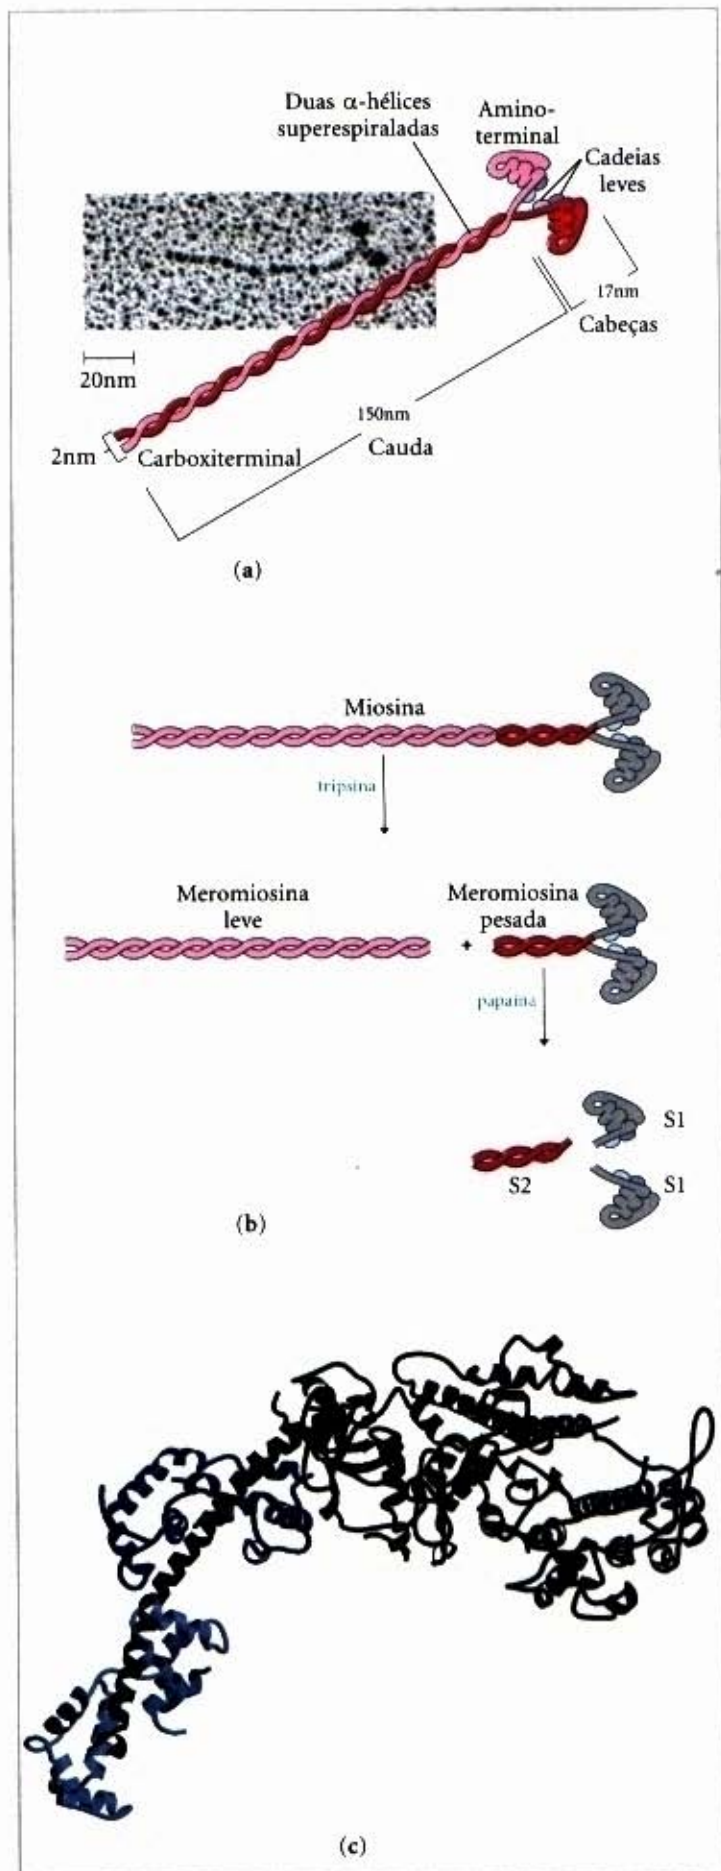 Duas α-hélices
superespiraladas
Amino-
terminal
Cadeias
leves
17nm
Cabeças
20nm
150nm
Cauda
2nm
Carboxiterminal
(a)
Miosina
tripsina
Meromiosina
leve
+
Meromiosina
pesada
papaína
S1
S2
S1
(b)
(c)